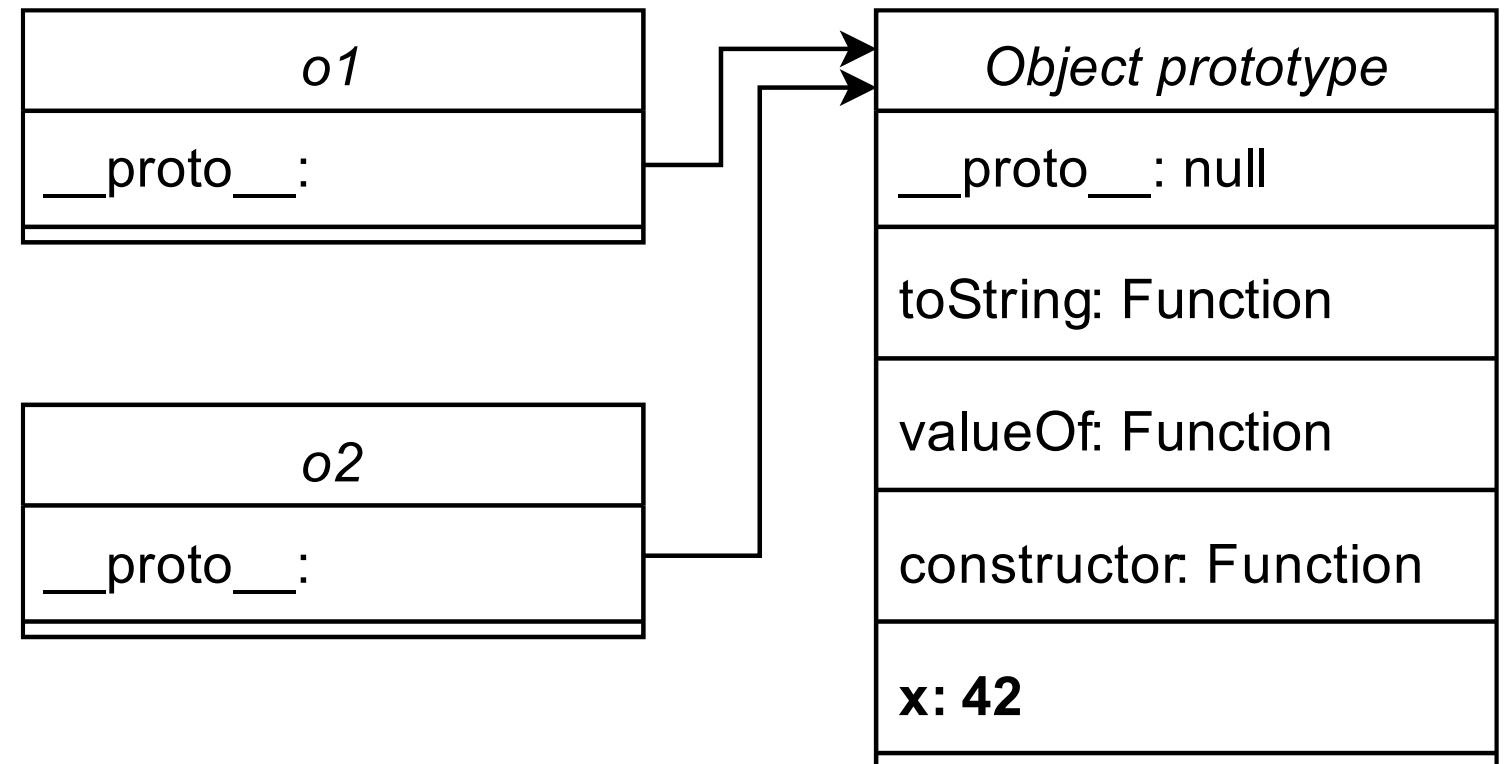 o1
__proto__:
o2
__proto__:
Object prototype
__proto__: null
toString: Function
valueOf: Function
constructor: Function
x: 42